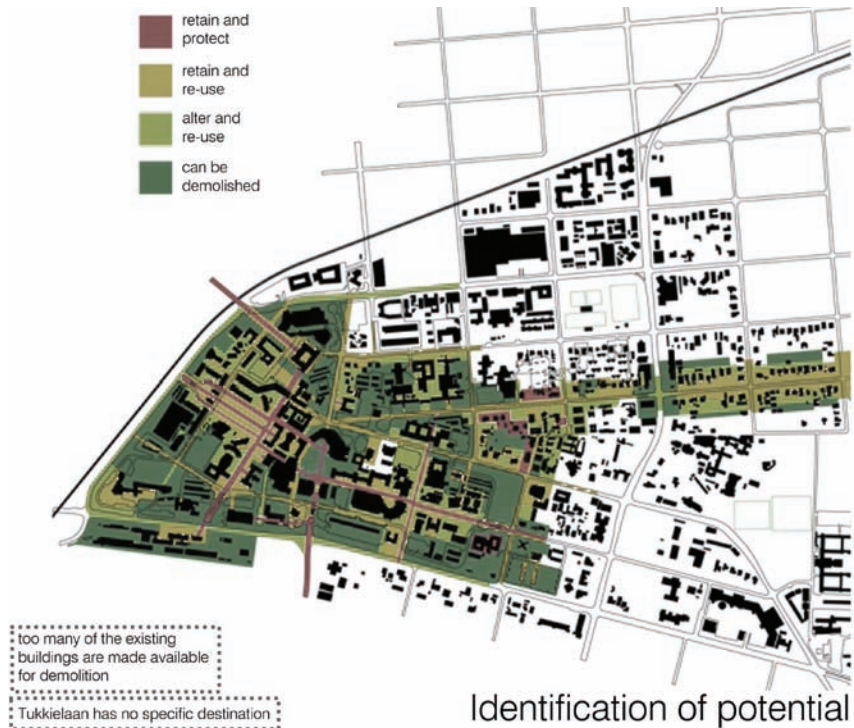 retain and
protect
retain and
re-use
alter and
re-use
can be
demolished
too many of the existing
buildings are made available
for demolition
Tukkielaan has no specific destination
Identification of potential